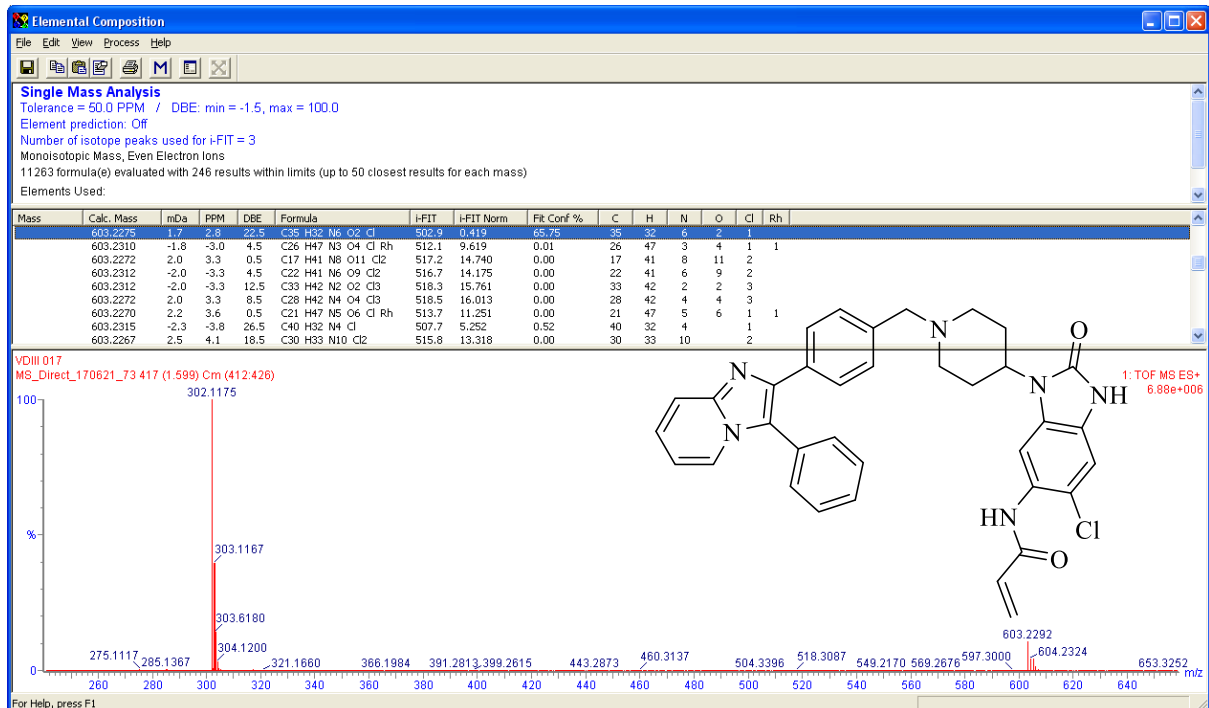 Elemental Composition
File Edit View Process Help
Single Mass Analysis
Tolerance = 50.0 PPM / DBE: min = -1.5, max = 100.0
Element prediction: Off
Number of isotope peaks used for i-FIT = 3
Monoisotopic Mass, Even Electron Ions
11263 formula(e) evaluated with 246 results within limits (up to 50 closest results for each mass)
Elements Used:
Mass Calc. Mass mDa PPM DBE Formula i-FIT i-FIT Norm Fit Conf % C H N O Cl Rh
603.2275 1.7 2.8 22.5 C35 H32 N6 O2 Cl 502.9 0.419 65.75 35 32 6 2 1
603.2310 -1.8 -3.0 4.5 C26 H47 N3 O4 Cl Rh 512.1 9.619 0.01 26 47 3 4 1 1
603.2272 2.0 3.3 0.5 C17 H41 N8 O11 Cl2 517.2 14.740 0.00 17 41 8 11 2
603.2312 -2.0 -3.3 4.5 C22 H41 N6 O9 Cl2 516.7 14.175 0.00 22 41 6 9 2
603.2312 -2.0 -3.3 12.5 C33 H42 N2 O2 Cl3 518.3 15.761 0.00 33 42 2 2 3
603.2272 2.0 3.3 8.5 C28 H42 N4 O4 Cl3 518.5 16.013 0.00 28 42 4 4 3
603.2270 2.2 3.6 0.5 C21 H47 N5 O6 Cl Rh 513.7 11.251 0.00 21 47 5 6 1 1
603.2315 -2.3 -3.8 26.5 C40 H32 N4 Cl 507.7 5.252 0.52 40 32 4 1
603.2267 2.5 4.1 18.5 C30 H33 N10 Cl2 515.8 13.318 0.00 30 33 10 2
VDIII 017
MS_Direct_170621_73 417 (1.599) Cm (412:426)
1: TOF MS ES+
6.88e+006
100
%
0
302.1175
303.1167
303.6180
304.1200
275.1117
285.1367
321.1660
366.1984
391.2813
399.2615
443.2873
460.3137
504.3396
518.3087
549.2170
569.2676
597.3000
603.2292
604.2324
653.3252
m/z
260 280 300 320 340 360 380 400 420 440 460 480 500 520 540 560 580 600 620 640
N
N
N
O
N
NH
HN
Cl
O
For Help, press F1